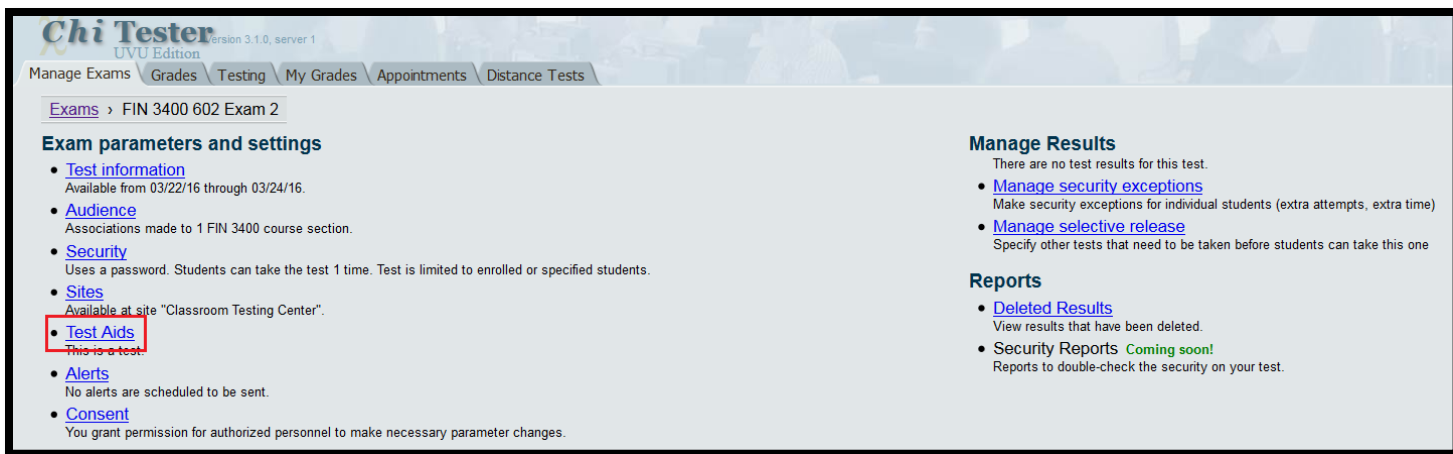 Chi Tester
Version 3.1.0, server 1
UVU Edition
Manage Exams Grades Testing My Grades Appointments Distance Tests
Exams › FIN 3400 602 Exam 2
Exam parameters and settings
• Test information
Available from 03/22/16 through 03/24/16.
• Audience
Associations made to 1 FIN 3400 course section.
• Security
Uses a password. Students can take the test 1 time. Test is limited to enrolled or specified students.
• Sites
Available at site "Classroom Testing Center".
• Test Aids
This is a test.
• Alerts
No alerts are scheduled to be sent.
• Consent
You grant permission for authorized personnel to make necessary parameter changes.
Manage Results
There are no test results for this test.
• Manage security exceptions
Make security exceptions for individual students (extra attempts, extra time)
• Manage selective release
Specify other tests that need to be taken before students can take this one
Reports
• Deleted Results
View results that have been deleted.
• Security Reports Coming soon!
Reports to double-check the security on your test.